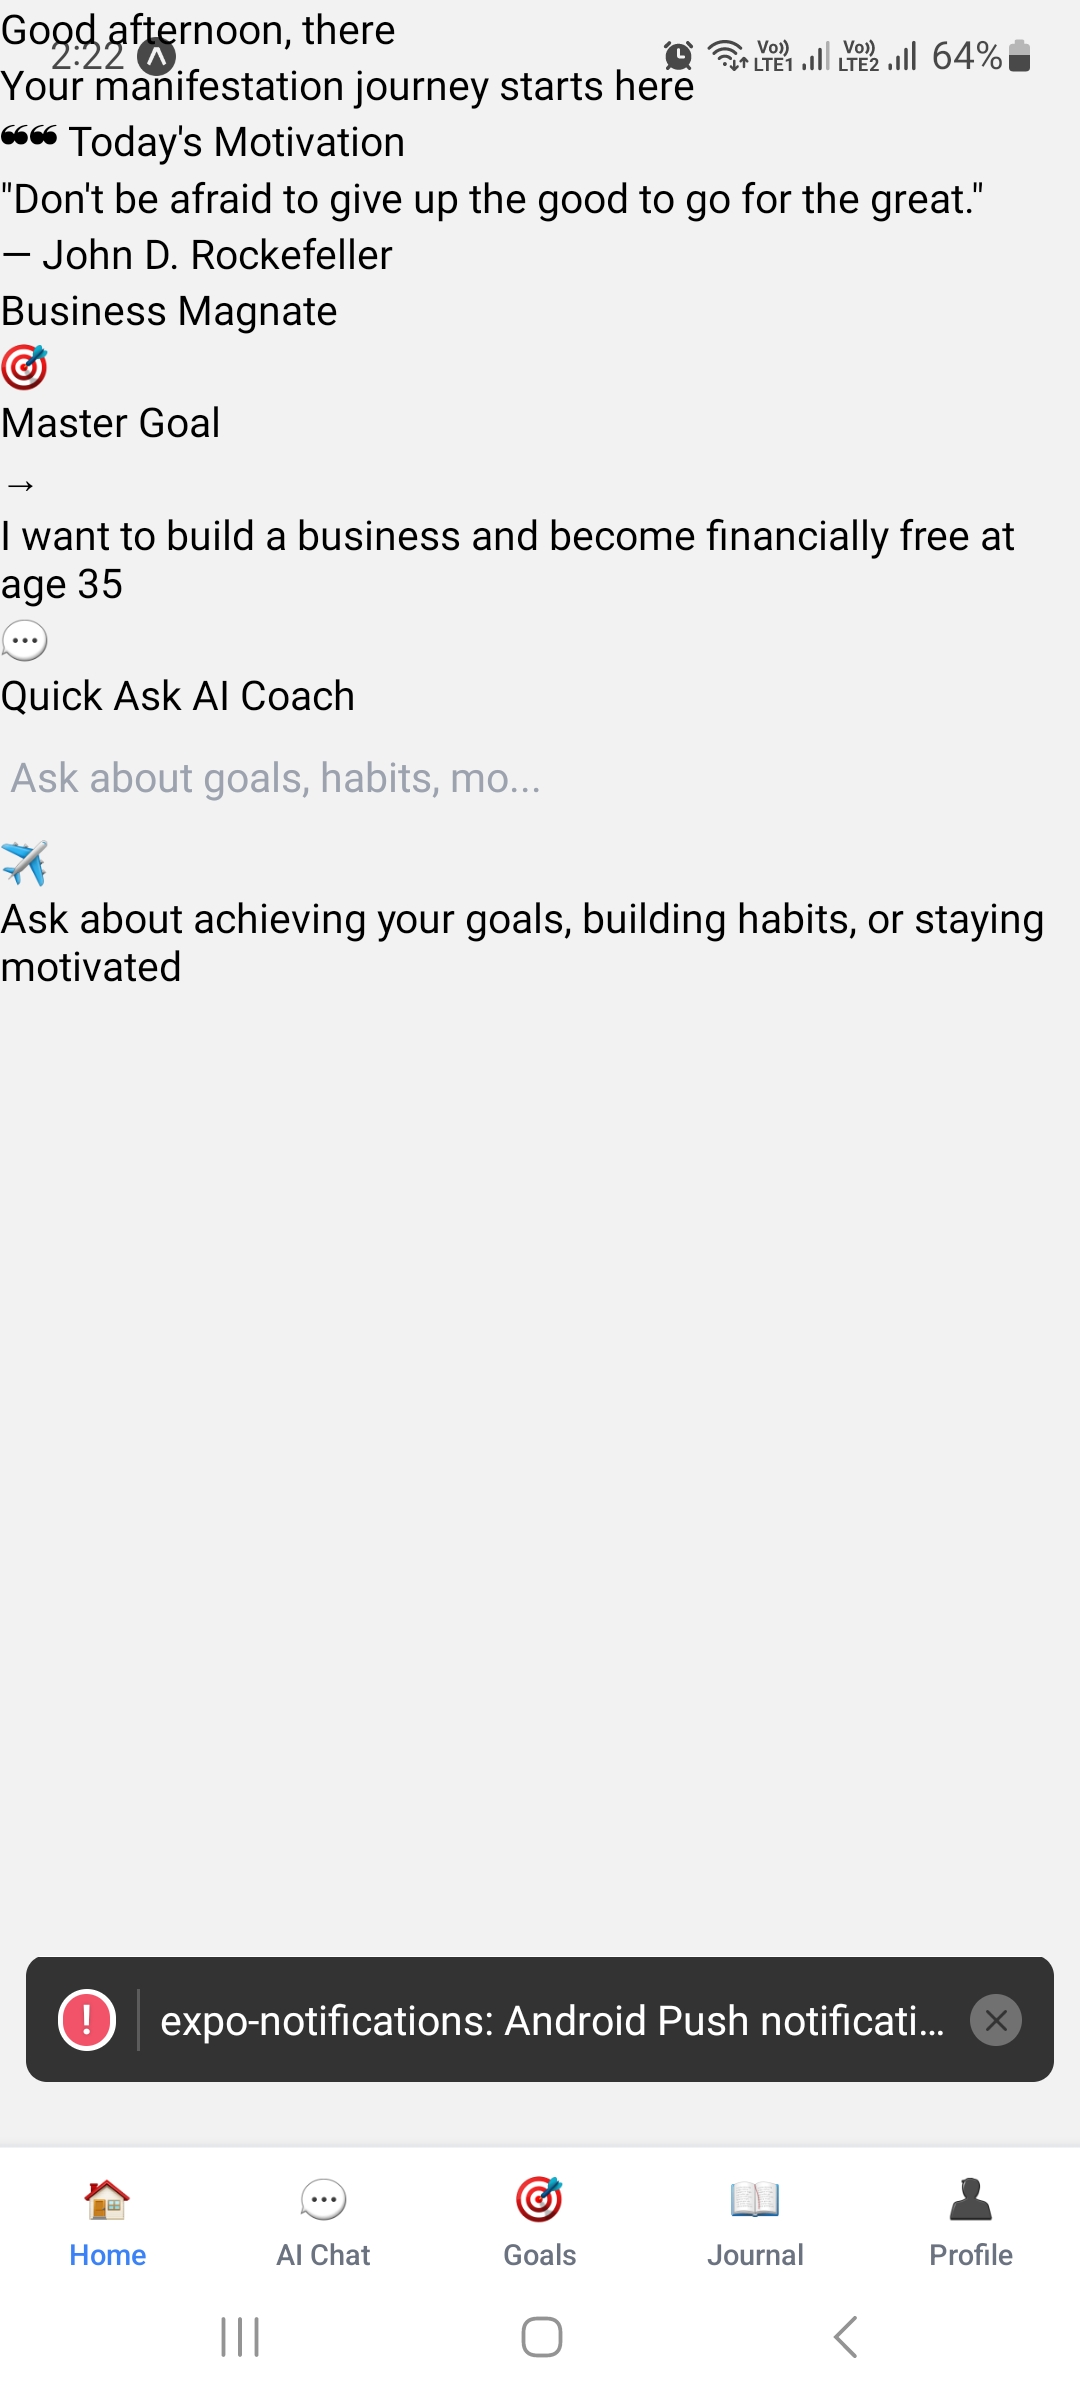 Good afternoon, there
2:22
Vo)) LTE1 Vo)) LTE2 64%
Your manifestation journey starts here
❝❝ Today's Motivation
"Don't be afraid to give up the good to go for the great."
— John D. Rockefeller
Business Magnate
Master Goal
→
I want to build a business and become financially free at
age 35
Quick Ask AI Coach
Ask about goals, habits, mo...
Ask about achieving your goals, building habits, or staying
motivated
expo-notifications: Android Push notificati...
Home AI Chat Goals Journal Profile